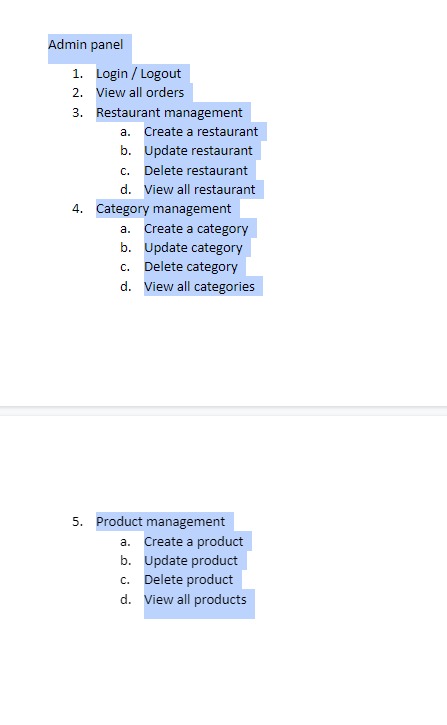 Admin panel
1. Login / Logout
2. View all orders
3. Restaurant management
a. Create a restaurant
b. Update restaurant
c. Delete restaurant
d. View all restaurant
4. Category management
a. Create a category
b. Update category
c. Delete category
d. View all categories
5. Product management
a. Create a product
b. Update product
c. Delete product
d. View all products